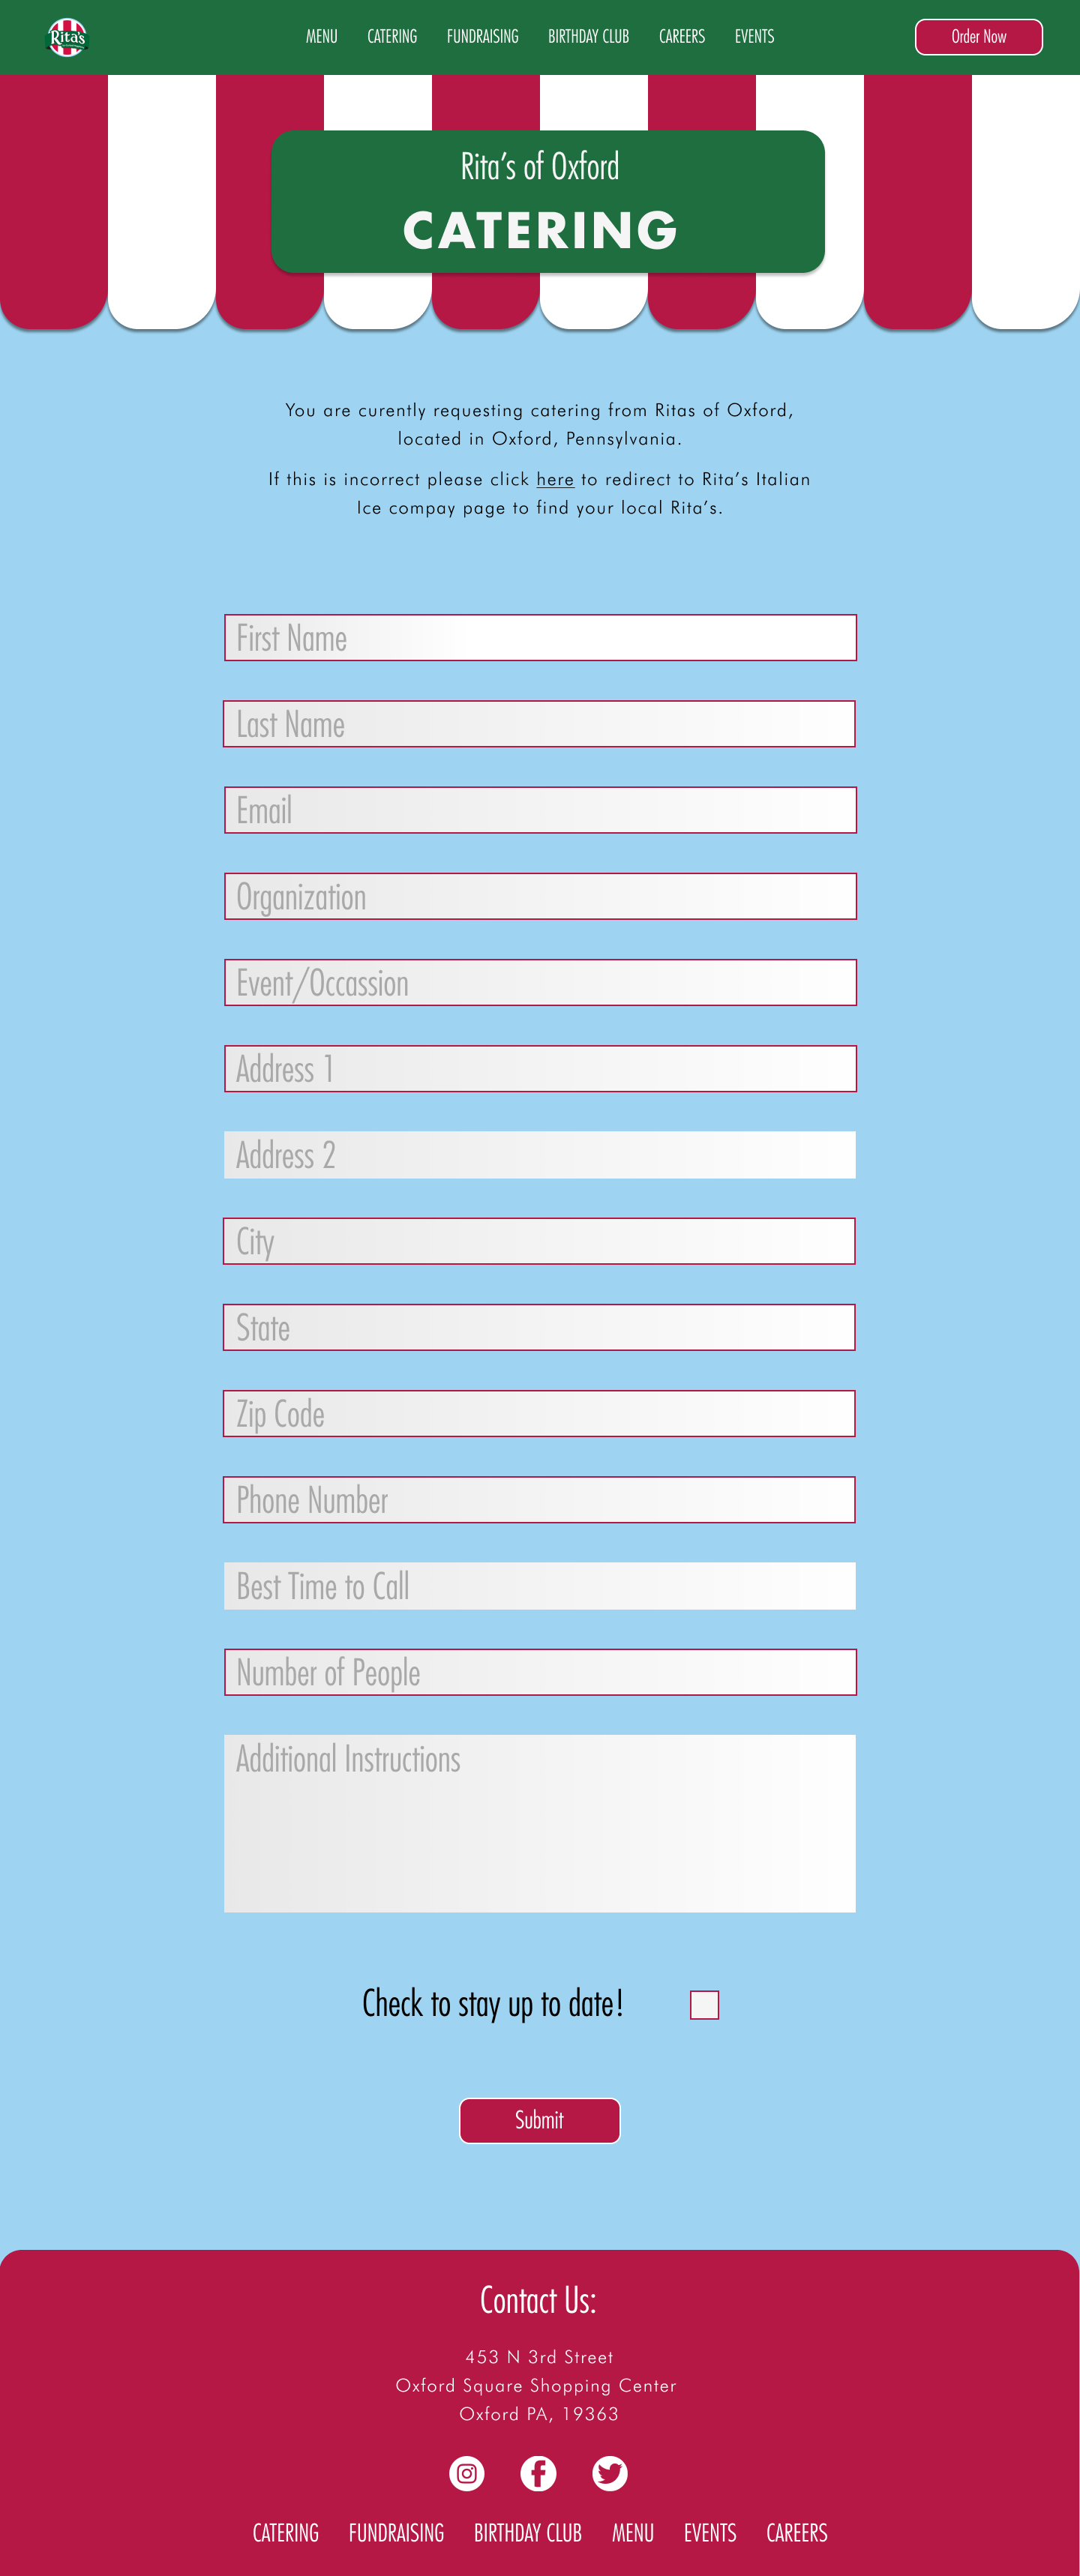 Rita's
MENU CATERING FUNDRAISING BIRTHDAY CLUB CAREERS EVENTS
Order Now
Rita's of Oxford
CATERING
You are curently requesting catering from Ritas of Oxford,
located in Oxford, Pennsylvania.
If this is incorrect please click here to redirect to Rita's Italian
Ice compay page to find your local Rita's.
First Name
Last Name
Email
Organization
Event/Occassion
Address 1
Address 2
City
State
Zip Code
Phone Number
Best Time to Call
Number of People
Additional Instructions
Check to stay up to date!
Submit
Contact Us:
453 N 3rd Street
Oxford Square Shopping Center
Oxford PA, 19363
CATERING FUNDRAISING BIRTHDAY CLUB MENU EVENTS CAREERS